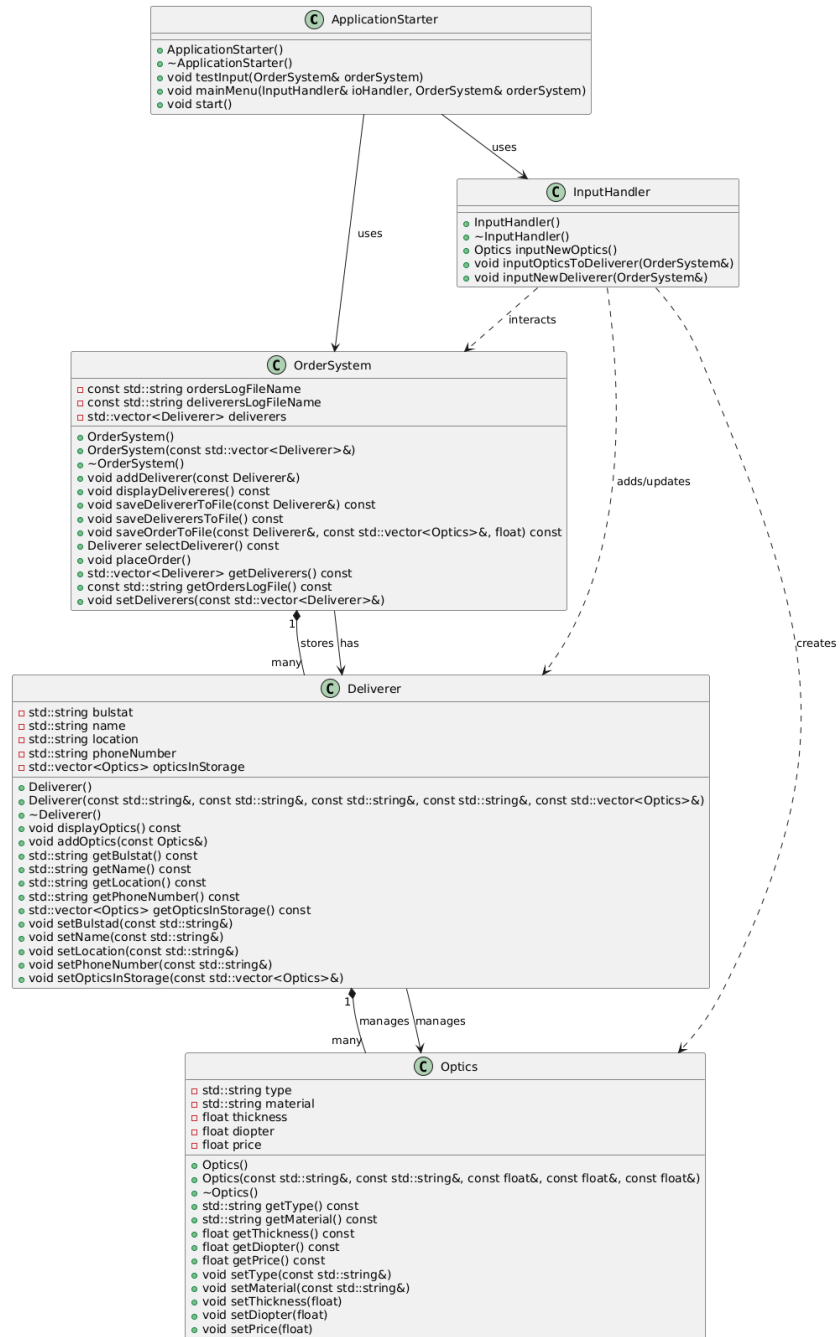 C ApplicationStarter
ApplicationStarter()
~ApplicationStarter()
void testInput(OrderSystem& orderSystem)
void mainMenu(InputHandler& ioHandler, OrderSystem& orderSystem)
void start()
uses
uses
C InputHandler
InputHandler()
~InputHandler()
Optics inputNewOptics()
void inputOpticsToDeliverer(OrderSystem&)
void inputNewDeliverer(OrderSystem&)
interacts
adds/updates
creates
C OrderSystem
const std::string ordersLogFileName
const std::string deliverersLogFileName
std::vector<Deliverer> deliverers
OrderSystem()
OrderSystem(const std::vector<Deliverer>&)
~OrderSystem()
void addDeliverer(const Deliverer&)
void displayDelivereres() const
void saveDelivererToFile(const Deliverer&) const
void saveDeliverersToFile() const
void saveOrderToFile(const Deliverer&, const std::vector<Optics>&, float) const
Deliverer selectDeliverer() const
void placeOrder()
std::vector<Deliverer> getDeliverers() const
const std::string getOrdersLogFile() const
void setDeliverers(const std::vector<Deliverer>&)
1
stores
has
many
C Deliverer
std::string bulstat
std::string name
std::string location
std::string phoneNumber
std::vector<Optics> opticsInStorage
Deliverer()
Deliverer(const std::string&, const std::string&, const std::string&, const std::string&, const std::vector<Optics>&)
~Deliverer()
void displayOptics() const
void addOptics(const Optics&)
std::string getBulstat() const
std::string getName() const
std::string getLocation() const
std::string getPhoneNumber() const
std::vector<Optics> getOpticsInStorage() const
void setBulstad(const std::string&)
void setName(const std::string&)
void setLocation(const std::string&)
void setPhoneNumber(const std::string&)
void setOpticsInStorage(const std::vector<Optics>&)
1
manages
manages
many
C Optics
std::string type
std::string material
float thickness
float diopter
float price
Optics()
Optics(const std::string&, const std::string&, const float&, const float&, const float&)
~Optics()
std::string getType() const
std::string getMaterial() const
float getThickness() const
float getDiopter() const
float getPrice() const
void setType(const std::string&)
void setMaterial(const std::string&)
void setThickness(float)
void setDiopter(float)
void setPrice(float)